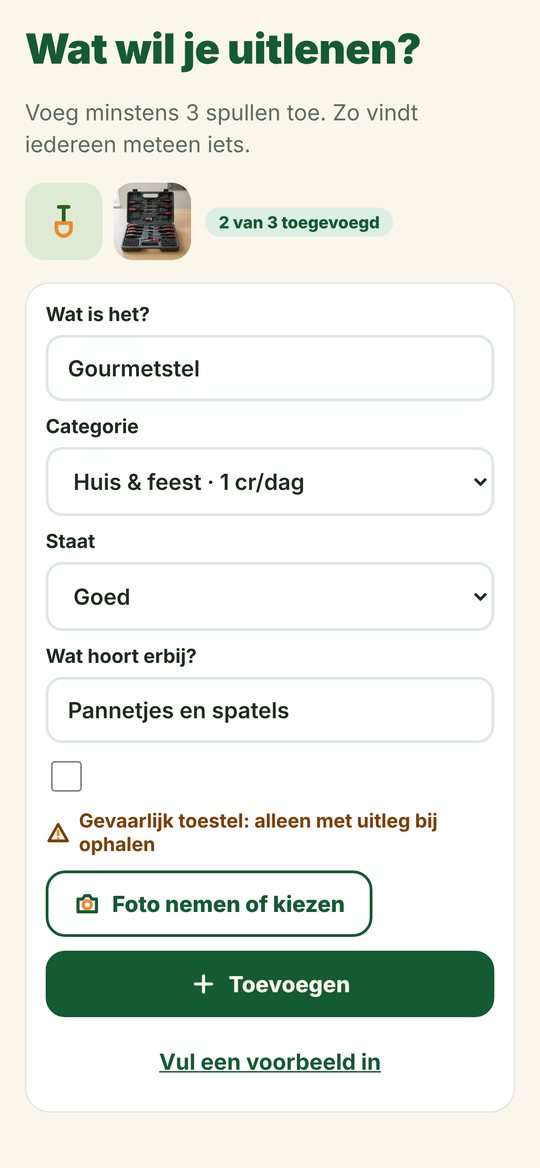 Wat wil je uitlenen?
Voeg minstens 3 spullen toe. Zo vindt
iedereen meteen iets.
2 van 3 toegevoegd
Wat is het?
Gourmetstel
Categorie
Huis & feest · 1 cr/dag
Staat
Goed
Wat hoort erbij?
Pannetjes en spatels
Gevaarlijk toestel: alleen met uitleg bij
ophalen
Foto nemen of kiezen
Toevoegen
Vul een voorbeeld in